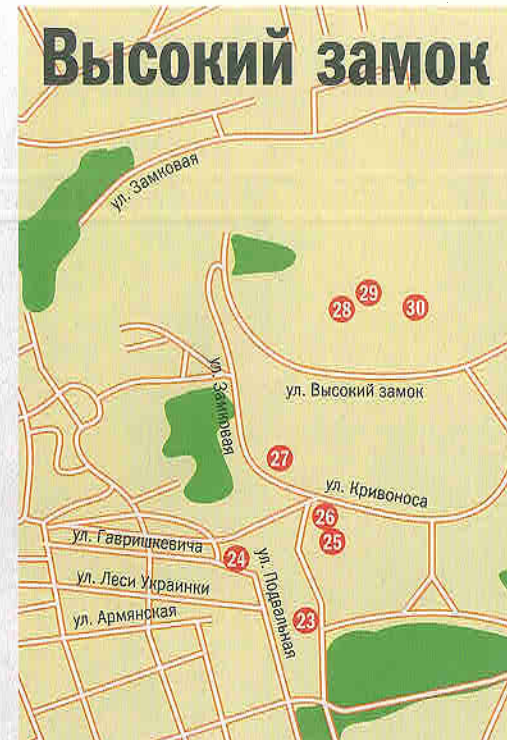 Высокий замок
ул. Замковая
29
28
30
ул. Высокий замок
ул. Замковая
27
ул. Кривоноса
26
25
ул. Гавришкевича
24
ул. Подвальная
ул. Леси Украинки
ул. Армянская
23